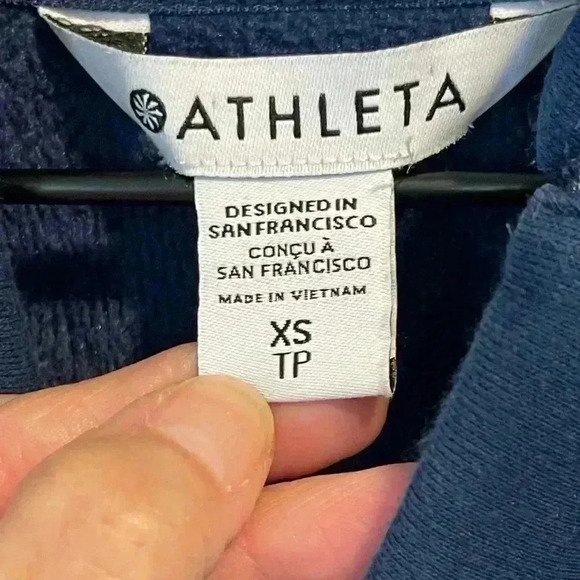 ATHLETA
DESIGNED IN
SAN FRANCISCO
CONÇU À
SAN FRANCISCO
MADE IN VIETNAM
XS
TP